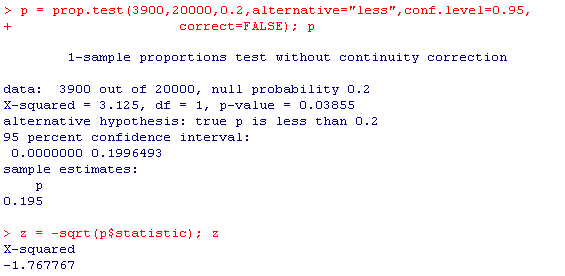 > p = prop.test(3900,20000,0.2,alternative="less",conf.level=0.95,
+                      correct=FALSE); p
1-sample proportions test without continuity correction
data:  3900 out of 20000, null probability 0.2
X-squared = 3.125, df = 1, p-value = 0.03855
alternative hypothesis: true p is less than 0.2
95 percent confidence interval:
0.0000000 0.1996493
sample estimates:
p
0.195
> z = -sqrt(p$statistic); z
X-squared
-1.767767